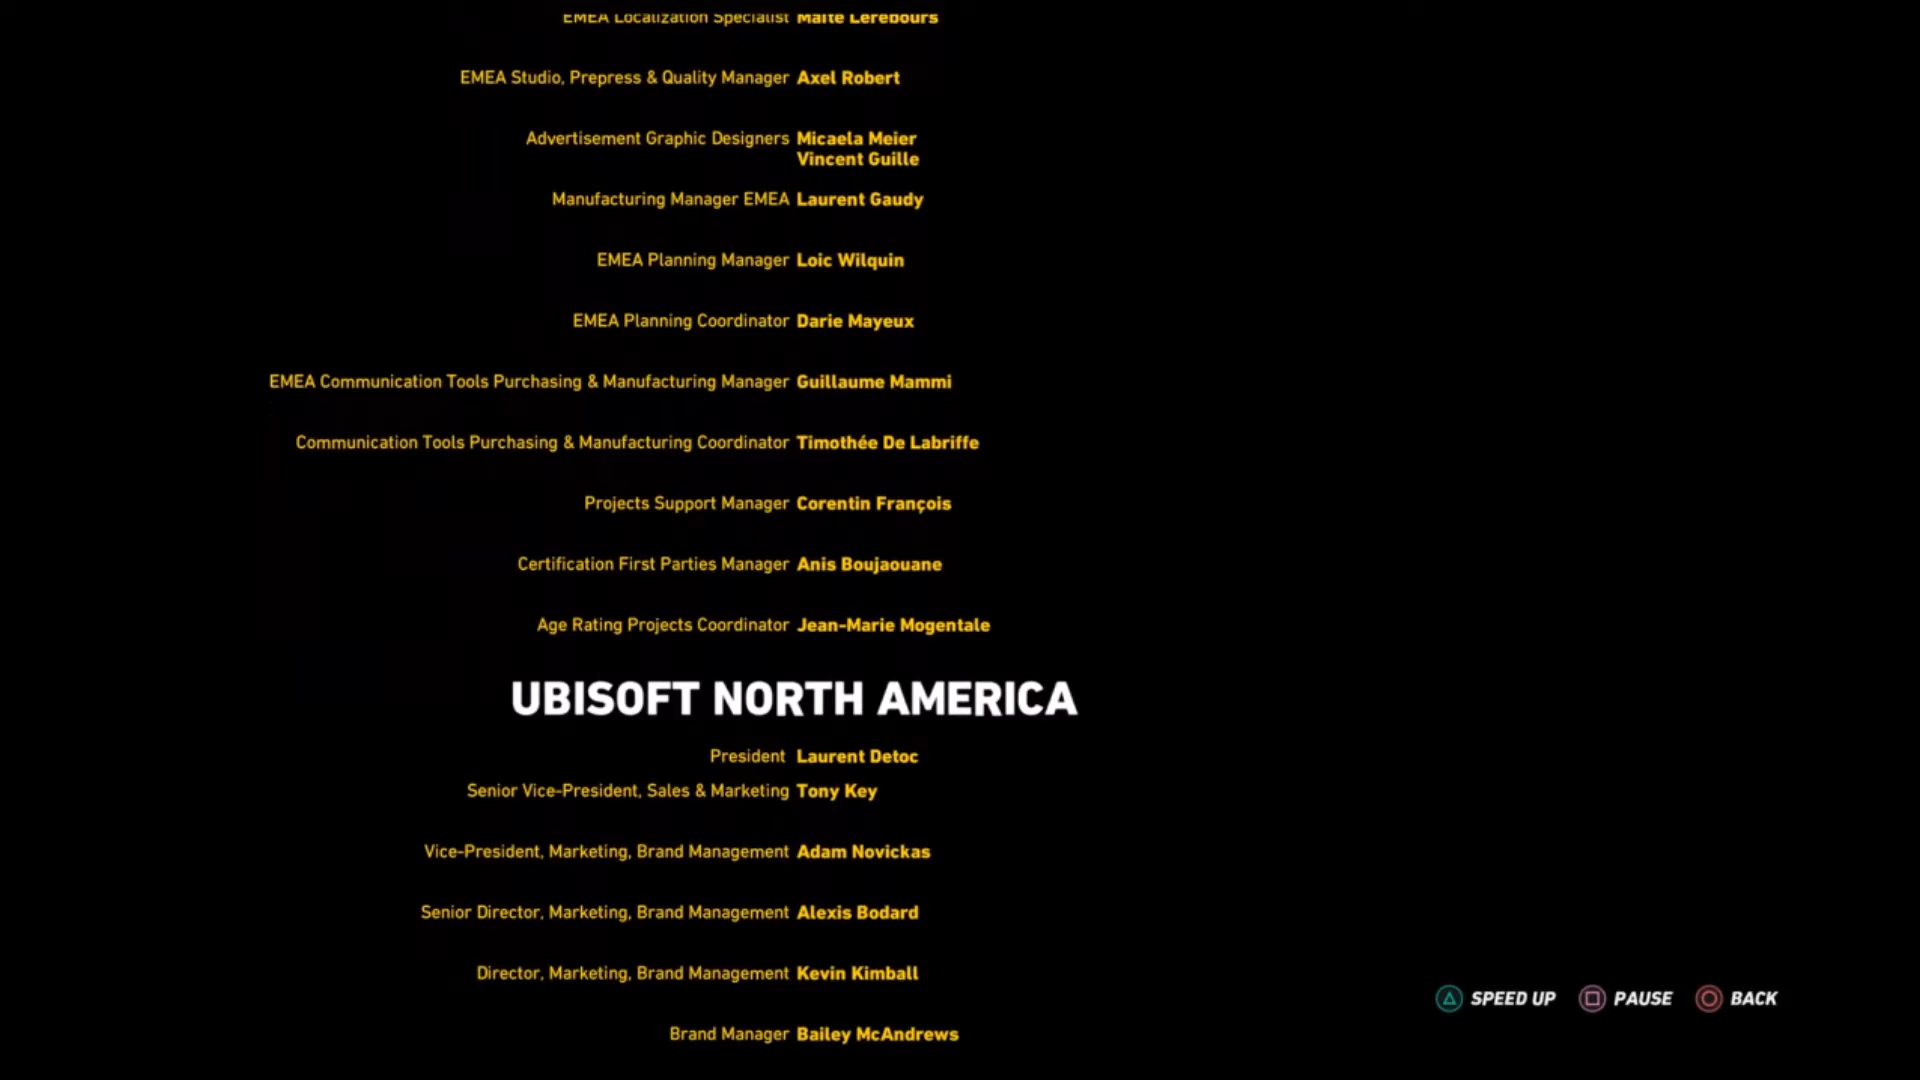 EMEA Localization Specialist Maïte Lerebours
EMEA Studio, Prepress & Quality Manager Axel Robert
Advertisement Graphic Designers Micaela Meier
Vincent Guille
Manufacturing Manager EMEA Laurent Gaudy
EMEA Planning Manager Loic Wilquin
EMEA Planning Coordinator Darie Mayeux
EMEA Communication Tools Purchasing & Manufacturing Manager Guillaume Mammi
Communication Tools Purchasing & Manufacturing Coordinator Timothée De Labriffe
Projects Support Manager Corentin François
Certification First Parties Manager Anis Boujaouane
Age Rating Projects Coordinator Jean-Marie Mogentale
UBISOFT NORTH AMERICA
President Laurent Detoc
Senior Vice-President, Sales & Marketing Tony Key
Vice-President, Marketing, Brand Management Adam Novickas
Senior Director, Marketing, Brand Management Alexis Bodard
Director, Marketing, Brand Management Kevin Kimball
Brand Manager Bailey McAndrews
SPEED UP PAUSE BACK